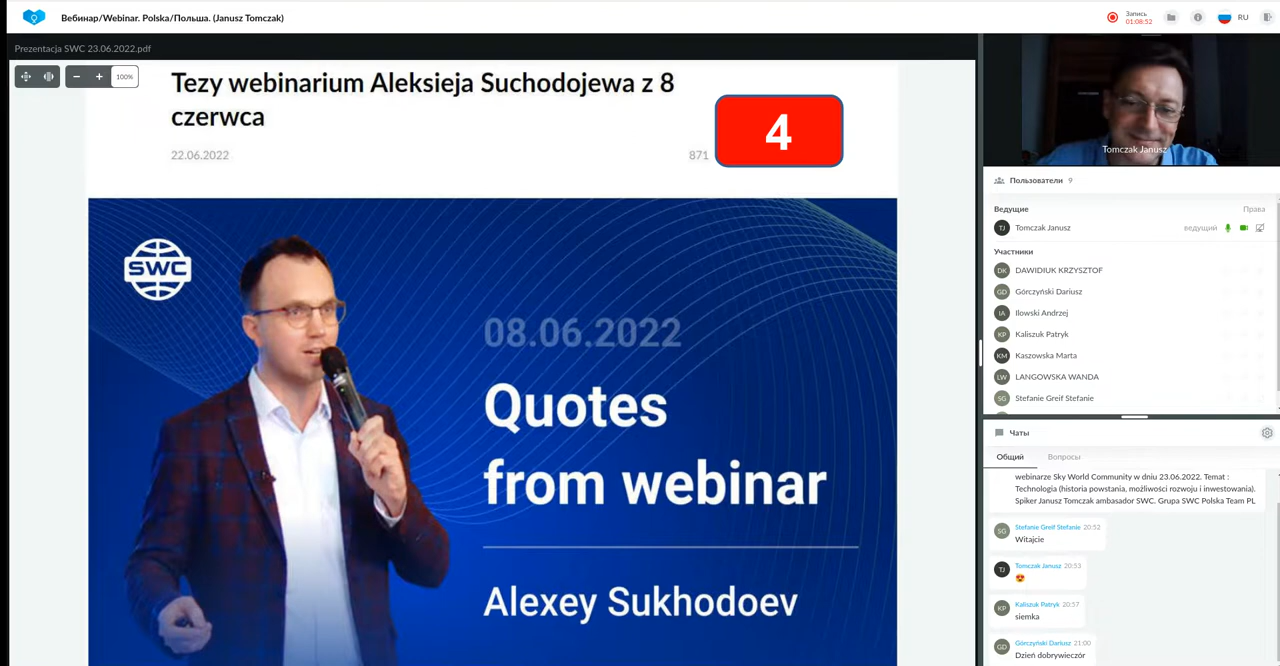 Вебинар/Webinar. Polska/Польша. (Janusz Tomczak)
Запись
01:08:52
RU
Prezentacja SWC 23.06.2022.pdf
100%
Tezy webinarium Aleksieja Suchodojewa z 8
czerwca
22.06.2022
871
4
SWC
08.06.2022
Quotes
from webinar
Alexey Sukhodoev
Tomczak Janusz
Пользователи 9
Ведущие Права
TJ Tomczak Janusz ведущий
Участники
DK DAWIDIUK KRZYSZTOF
GD Górczyński Dariusz
IA Ilowski Andrzej
KP Kaliszuk Patryk
KM Kaszowska Marta
LW LANGOWSKA WANDA
SG Stefanie Greif Stefanie
Чаты
Общий Вопросы
webinarze Sky World Community w dniu 23.06.2022. Temat :
Technologia (historia powstania, możliwości rozwoju i inwestowania).
Spiker Janusz Tomczak ambasador SWC. Grupa SWC Polska Team PL
SG Stefanie Greif Stefanie 20:52
Witajcie
TJ Tomczak Janusz 20:53
😍
KP Kaliszuk Patryk 20:57
siemka
GD Górczyński Dariusz 21:00
Dzień dobrywieczór